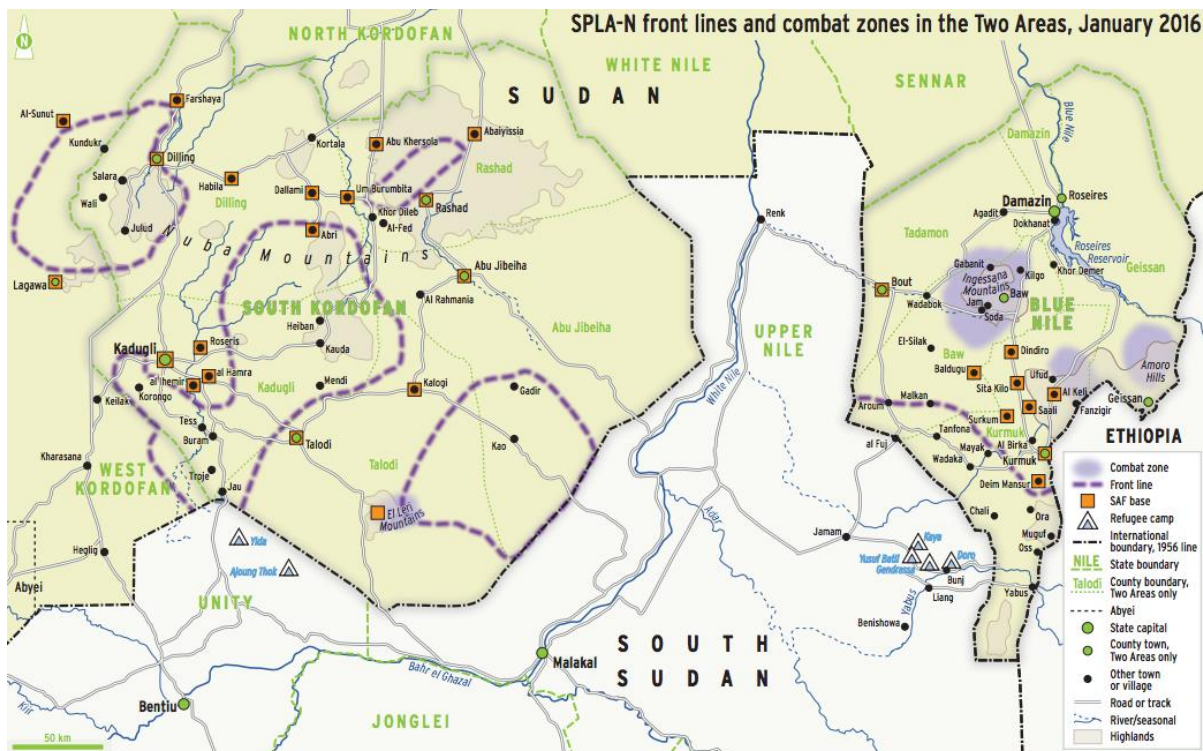 SPLA-N front lines and combat zones in the Two Areas, January 2016
N
NORTH KORDOFAN
WHITE NILE
SENNAR
SUDAN
Al-Sunut
Farshaya
Kundukr
Dilling
Salara
Wali
Julud
Habila
Dilling
Kortala
Abu Khersola
Abaiyissia
Rashad
Dallami
Um Burumbita
Rashad
Khor Dileb
Al-Fed
Abri
Nuba Mountains
Lagawa
Abu Jibeiha
Al Rahmania
SOUTH KORDOFAN
Heiban
Kauda
Abu Jibeiha
Kadugli
Roseris
al Hamra
Kadugli
Mendi
Korongo
Keilak
Kalogi
Gadir
Tess
Buram
Talodi
Kao
Kharasana
WEST
KORDOFAN
Troje
Jau
Talodi
El Leri
Mountains
Heglig
Abyei
Yida
Ajoung Thok
UNITY
Bentiu
Kiir
Bahr el Ghazal
JONGLEI
Malakal
SOUTH
SUDAN
50 km
Renk
UPPER
NILE
White Nile
Adar
Blue Nile
Damazin
Roseires
Damazin
Agadit
Dokhanat
Tadamon
Roseires
Reservoir
Gabanit
Ingessana
Mountains
Kilgo
Khor Demer
Geissan
Bout
Wadabok
Jam
Soda
Baw
BLUE
NILE
El-Silak
Baw
Dindiro
Baldugu
Ufud
Amoro
Hills
Sita Kilo
Al Keli
Geissan
Aroum
Malkan
Surkum
Saali
Fanzigir
Kurmuk
ETHIOPIA
al Fuj
Tanfona
Mayak
Al Birka
Wadaka
Kurmuk
Deim Mansur
Chali
Ora
Muguf
Oss
Jamam
Kaya
Yusuf Batil
Doro
Gendrassa
Bunj
Liang
Yabus
Yabus
Benishowa
Combat zone
Front line
SAF base
Refugee camp
International
boundary, 1956 line
NILE State boundary
Talodi County boundary,
Two Areas only
Abyei
State capital
County town,
Two Areas only
Other town
or village
Road or track
River/seasonal
Highlands